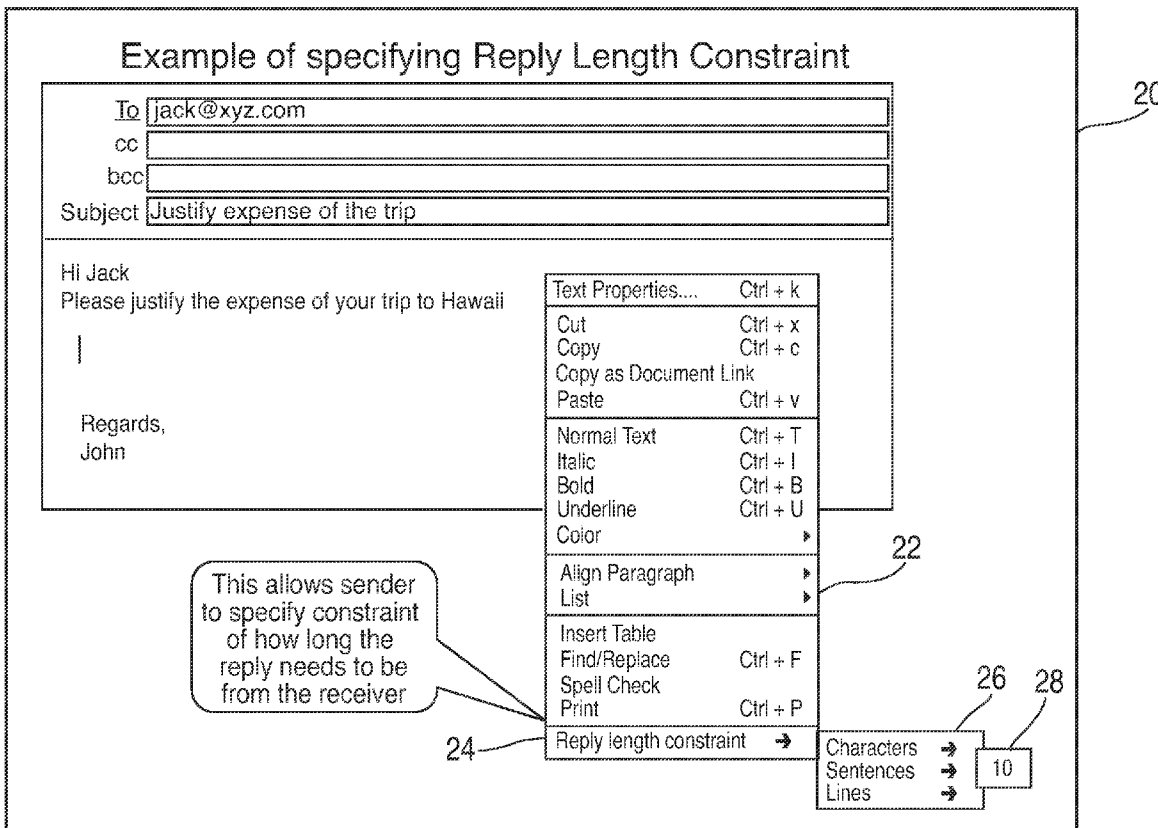 Example of specifying Reply Length Constraint
20
To jack@xyz.com
cc
bcc
Subject Justify expense of the trip
Hi Jack
Please justify the expense of your trip to Hawaii
Regards,
John
Text Properties.... Ctrl + k
Cut Ctrl + x
Copy Ctrl + c
Copy as Document Link
Paste Ctrl + v
Normal Text Ctrl + T
Italic Ctrl + I
Bold Ctrl + B
Underline Ctrl + U
Color
Align Paragraph
List
22
Insert Table
Find/Replace Ctrl + F
Spell Check
Print Ctrl + P
Reply length constraint
24
This allows sender
to specify constraint
of how long the
reply needs to be
from the receiver
26
28
Characters
Sentences
Lines
10